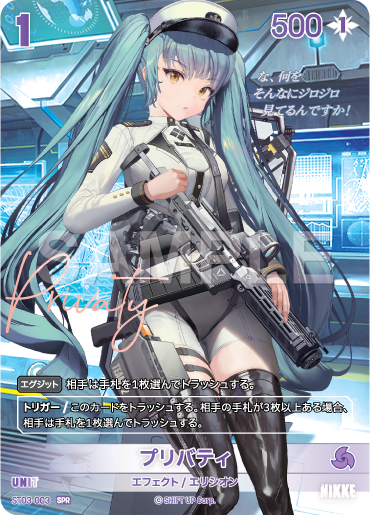 1
500 1
な、何を
そんなにジロジロ
見てるんですか!
SAMPLE
Privaty
エグジット 相手は手札を1枚選んでトラッシュする。
トリガー / このカードをトラッシュする。相手の手札が3枚以上ある場合、
相手は手札を1枚選んでトラッシュする。
プリバティ
UNIT エフェクト / エリシオン
ST03-003 SPR © SHIFT UP Corp. NIKKE